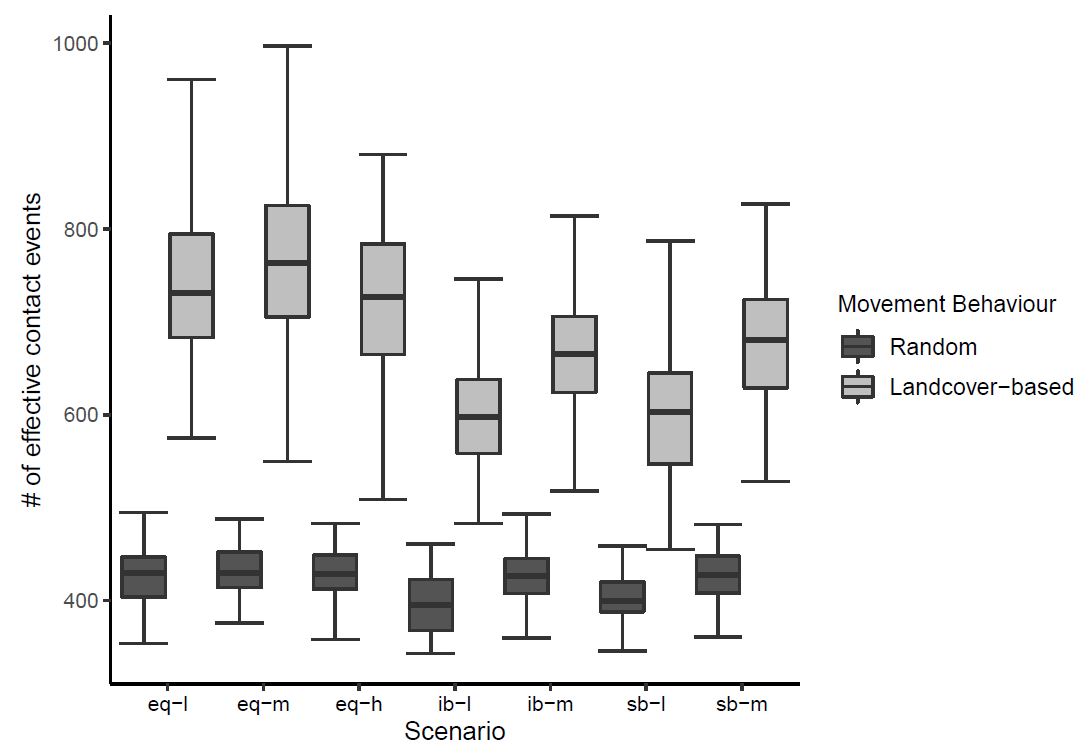 # of effective contact events
1000
800
600
400
eq−l
eq−m
eq−h
ib−l
ib−m
sb−l
sb−m
Scenario
Movement Behaviour
Random
Landcover−based